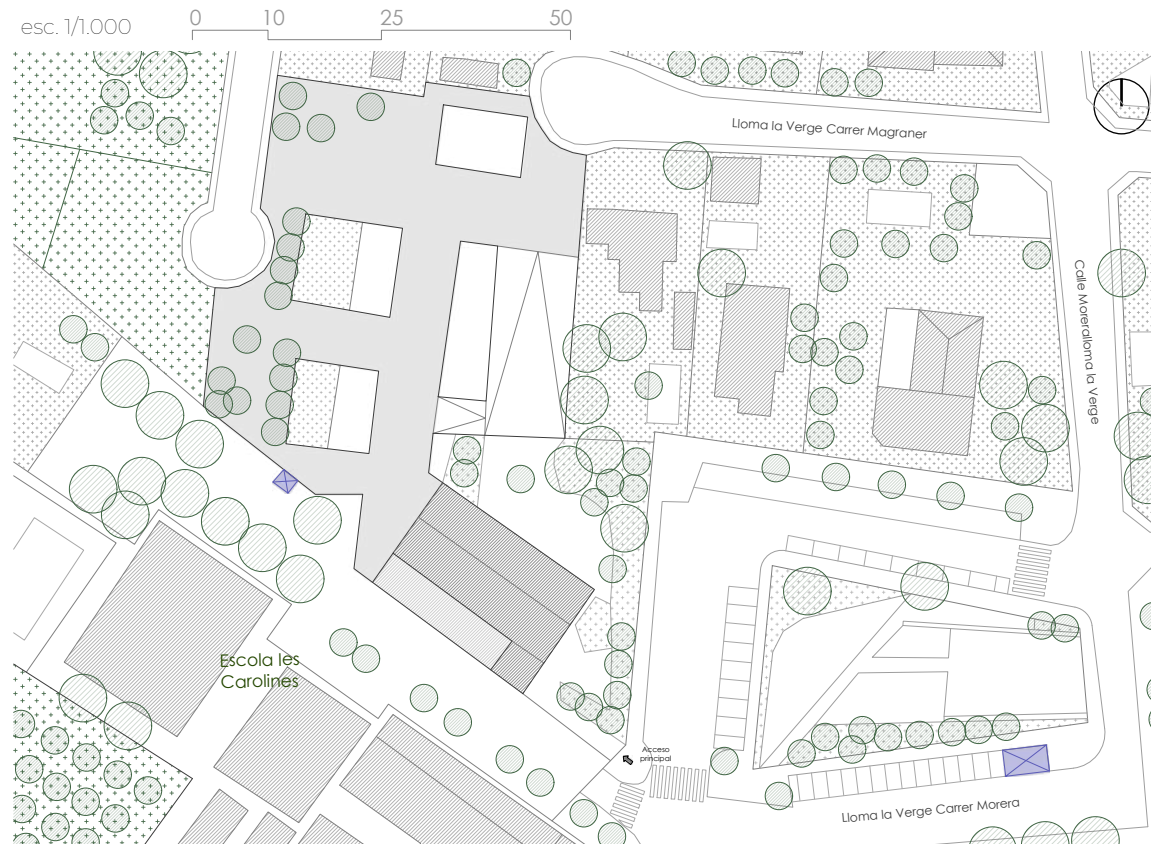 esc. 1/1.000
0 10 25 50
Lloma la Verge Carrer Magraner
Calle Moreralloma la Verge
Escola les
Carolines
Acceso
principal
Lloma la Verge Carrer Morera